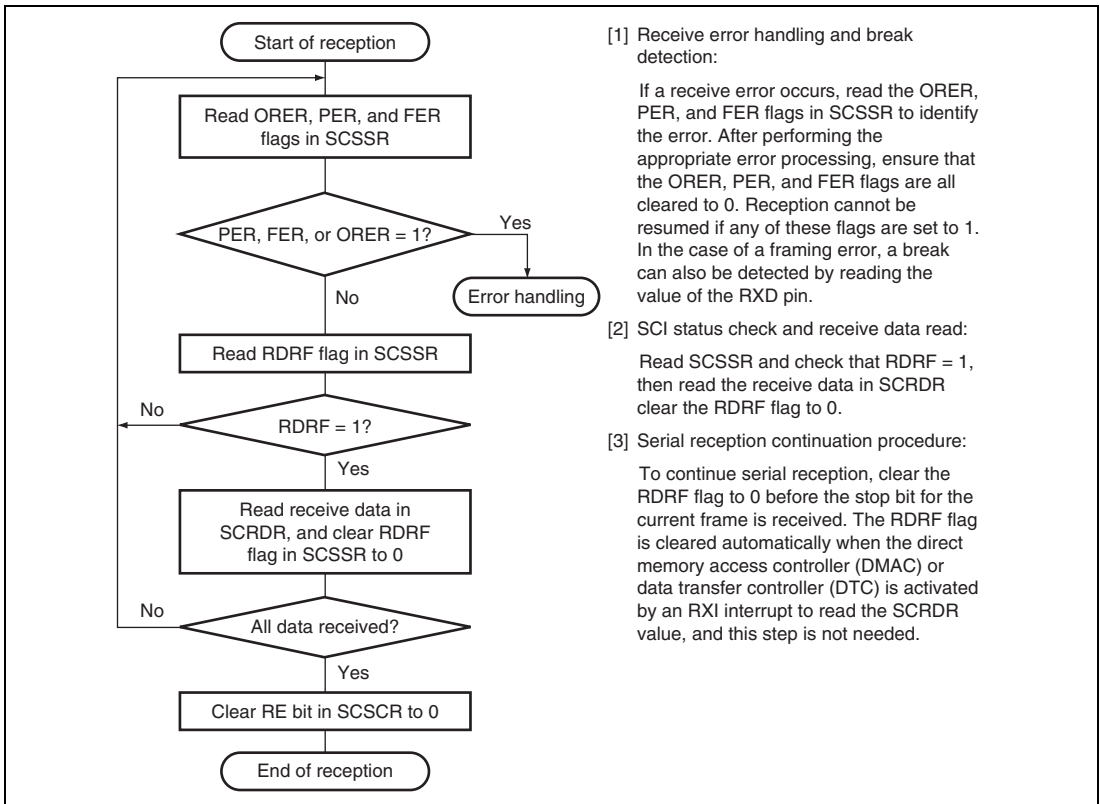 Start of reception
Read ORER, PER, and FER
flags in SCSSR
PER, FER, or ORER = 1?
Yes
Error handling
No
Read RDRF flag in SCSSR
No
RDRF = 1?
Yes
Read receive data in
SCRDR, and clear RDRF
flag in SCSSR to 0
No
All data received?
Yes
Clear RE bit in SCSCR to 0
End of reception
[1] Receive error handling and break
detection:
If a receive error occurs, read the ORER,
PER, and FER flags in SCSSR to identify
the error. After performing the
appropriate error processing, ensure that
the ORER, PER, and FER flags are all
cleared to 0. Reception cannot be
resumed if any of these flags are set to 1.
In the case of a framing error, a break
can also be detected by reading the
value of the RXD pin.
[2] SCI status check and receive data read:
Read SCSSR and check that RDRF = 1,
then read the receive data in SCRDR
clear the RDRF flag to 0.
[3] Serial reception continuation procedure:
To continue serial reception, clear the
RDRF flag to 0 before the stop bit for the
current frame is received. The RDRF flag
is cleared automatically when the direct
memory access controller (DMAC) or
data transfer controller (DTC) is activated
by an RXI interrupt to read the SCRDR
value, and this step is not needed.